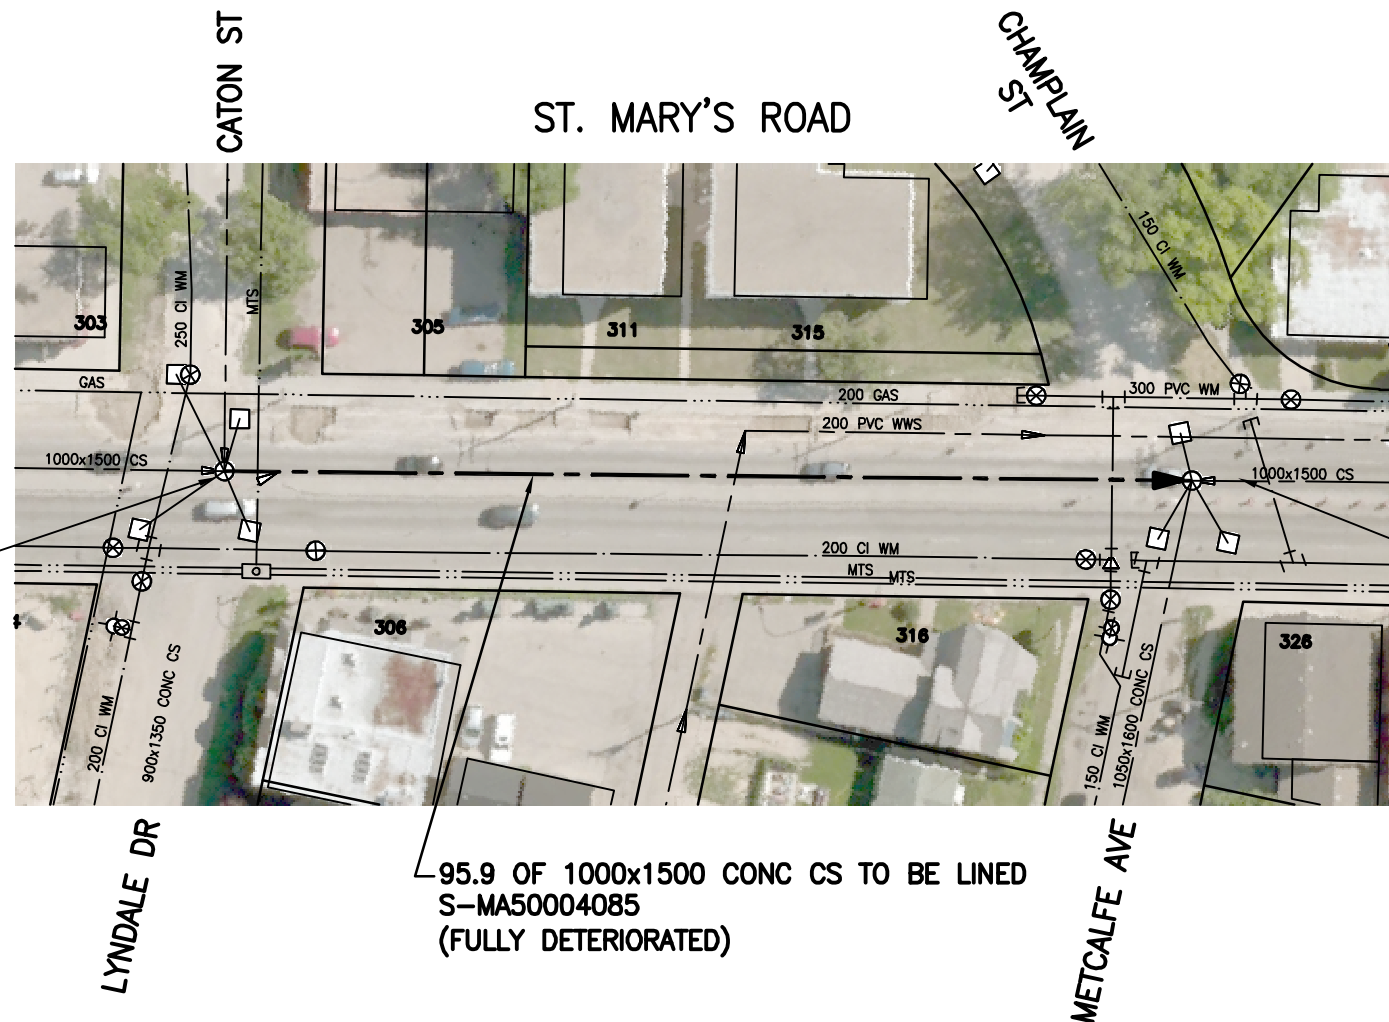 CATON ST
CHAMPLAIN
ST
ST. MARY'S ROAD
250 CI WM
MTS
150 CI WM
303
305
311
315
GAS
200 GAS
300 PVC WM
200 PVC WWS
1000x1500 CS
1000x1500 CS
200 CI WM
MTS
MTS
306
316
326
4
200 CI WM
900x1350 CONC CS
150 CI WM
1050x1600 CONC CS
LYNDALE DR
METCALFE AVE
95.9 OF 1000x1500 CONC CS TO BE LINED
S-MA50004085
(FULLY DETERIORATED)